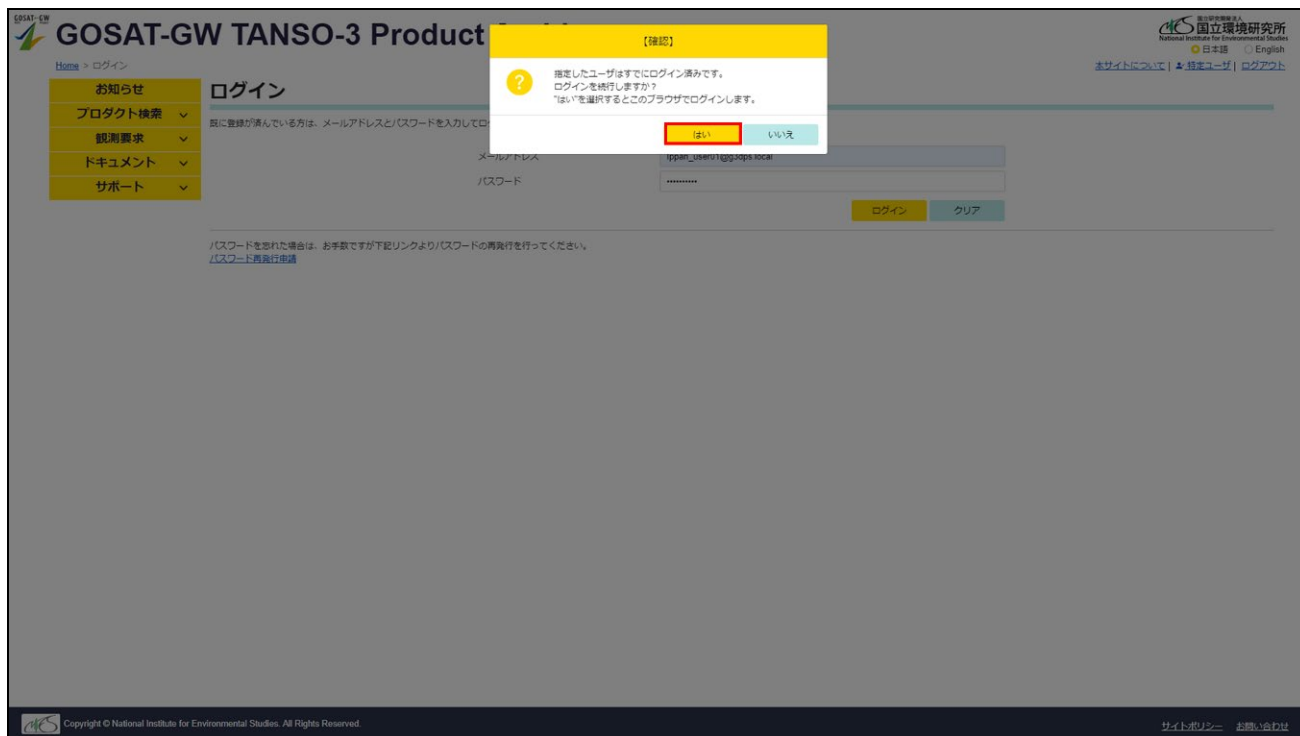 GOSAT-GW
GOSAT-GW TANSO-3 Product
国立研究開発法人
国立環境研究所
National Institute for Environmental Studies
日本語 English
Home > ログイン
本サイトについて | 特定ユーザ | ログアウト
お知らせ
プロダクト検索
観測要求
ドキュメント
サポート
ログイン
既に登録が済んでいる方は、メールアドレスとパスワードを入力してロ
【確認】
?
指定したユーザはすでにログイン済みです。
ログインを続行しますか?
"はい"を選択するとこのブラウザでログインします。
はい いいえ
メールアドレス ippan_user01@g3dps.local
パスワード ••••••••••
ログイン クリア
パスワードを忘れた場合は、お手数ですが下記リンクよりパスワードの再発行を行ってください。
パスワード再発行申請
NIES Copyright © National Institute for Environmental Studies. All Rights Reserved.
サイトポリシー お問い合わせ